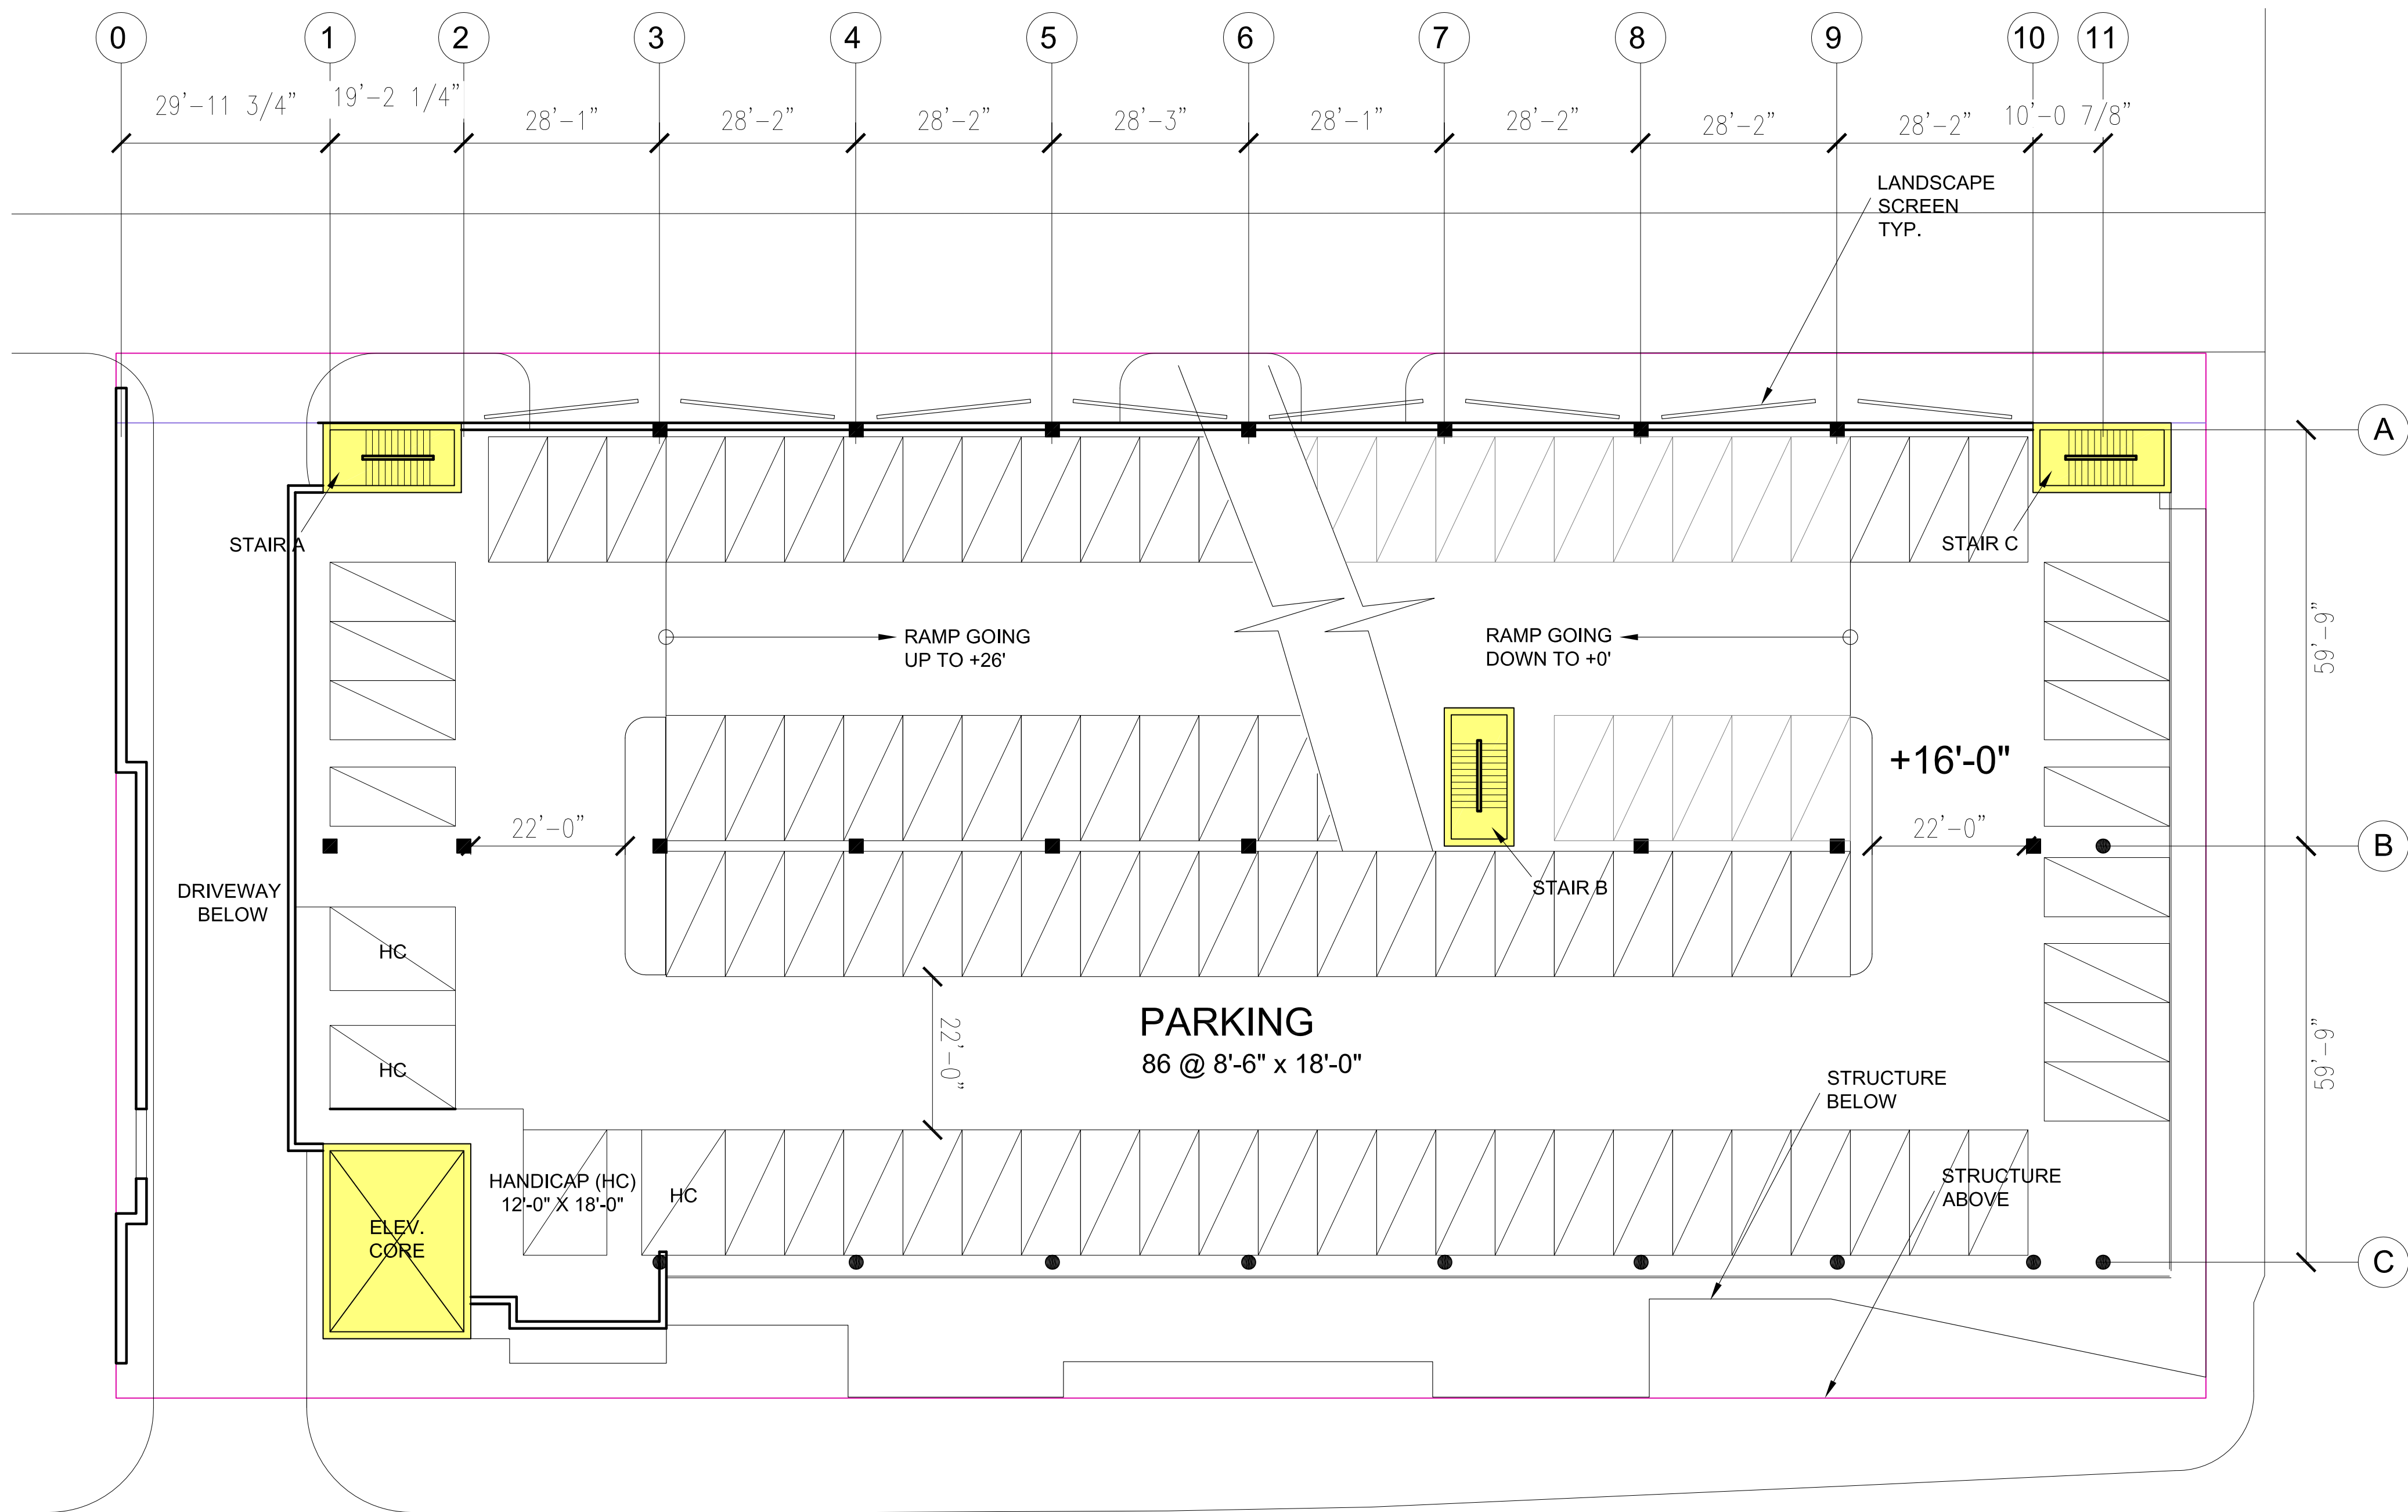 0 1 2 3 4 5 6 7 8 9 10 11
29'-11 3/4" 19'-2 1/4" 28'-1" 28'-2" 28'-2" 28'-3" 28'-1" 28'-2" 28'-2" 28'-2" 10'-0 7/8"
LANDSCAPE
SCREEN
TYP.
A
STAIR A
STAIR C
RAMP GOING
UP TO +26'
RAMP GOING
DOWN TO +0'
59'-9"
+16'-0"
22'-0"
22'-0"
B
STAIR B
DRIVEWAY
BELOW
HC
PARKING
86 @ 8'-6" x 18'-0"
22'-0"
HC
59'-9"
STRUCTURE
BELOW
HANDICAP (HC)
12'-0" X 18'-0"
HC
STRUCTURE
ABOVE
ELEV.
CORE
C